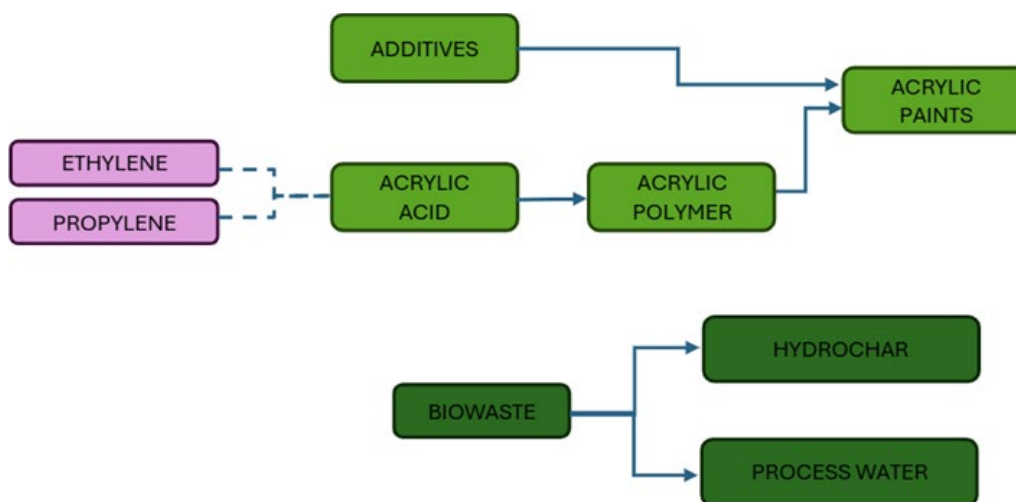 ADDITIVES
ACRYLIC
PAINTS
ETHYLENE
PROPYLENE
ACRYLIC
ACID
ACRYLIC
POLYMER
HYDROCHAR
BIOWASTE
PROCESS WATER